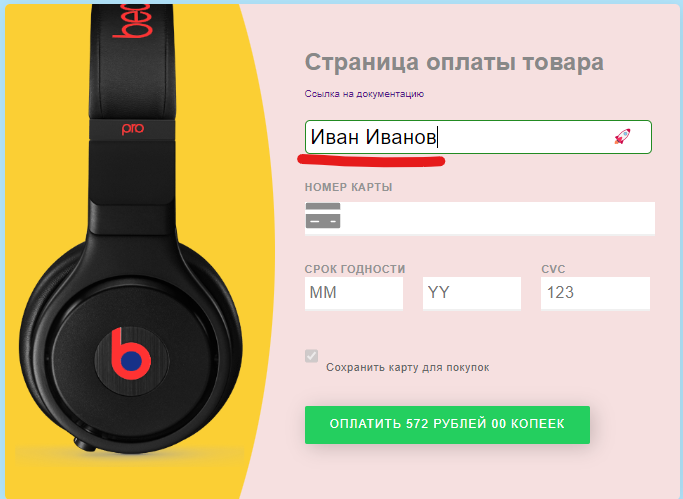 beats
pro
b
Страница оплаты товара
Ссылка на документацию
Иван Иванов
НОМЕР КАРТЫ
СРОК ГОДНОСТИ CVC
MM YY 123
Сохранить карту для покупок
ОПЛАТИТЬ 572 РУБЛЕЙ 00 КОПЕЕК